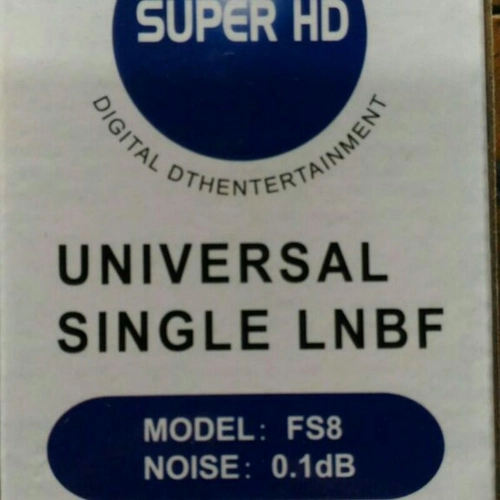 SUPER HD
DIGITAL DTHENTERTAINMENT
UNIVERSAL
SINGLE LNBF
MODEL: FS8
NOISE: 0.1dB